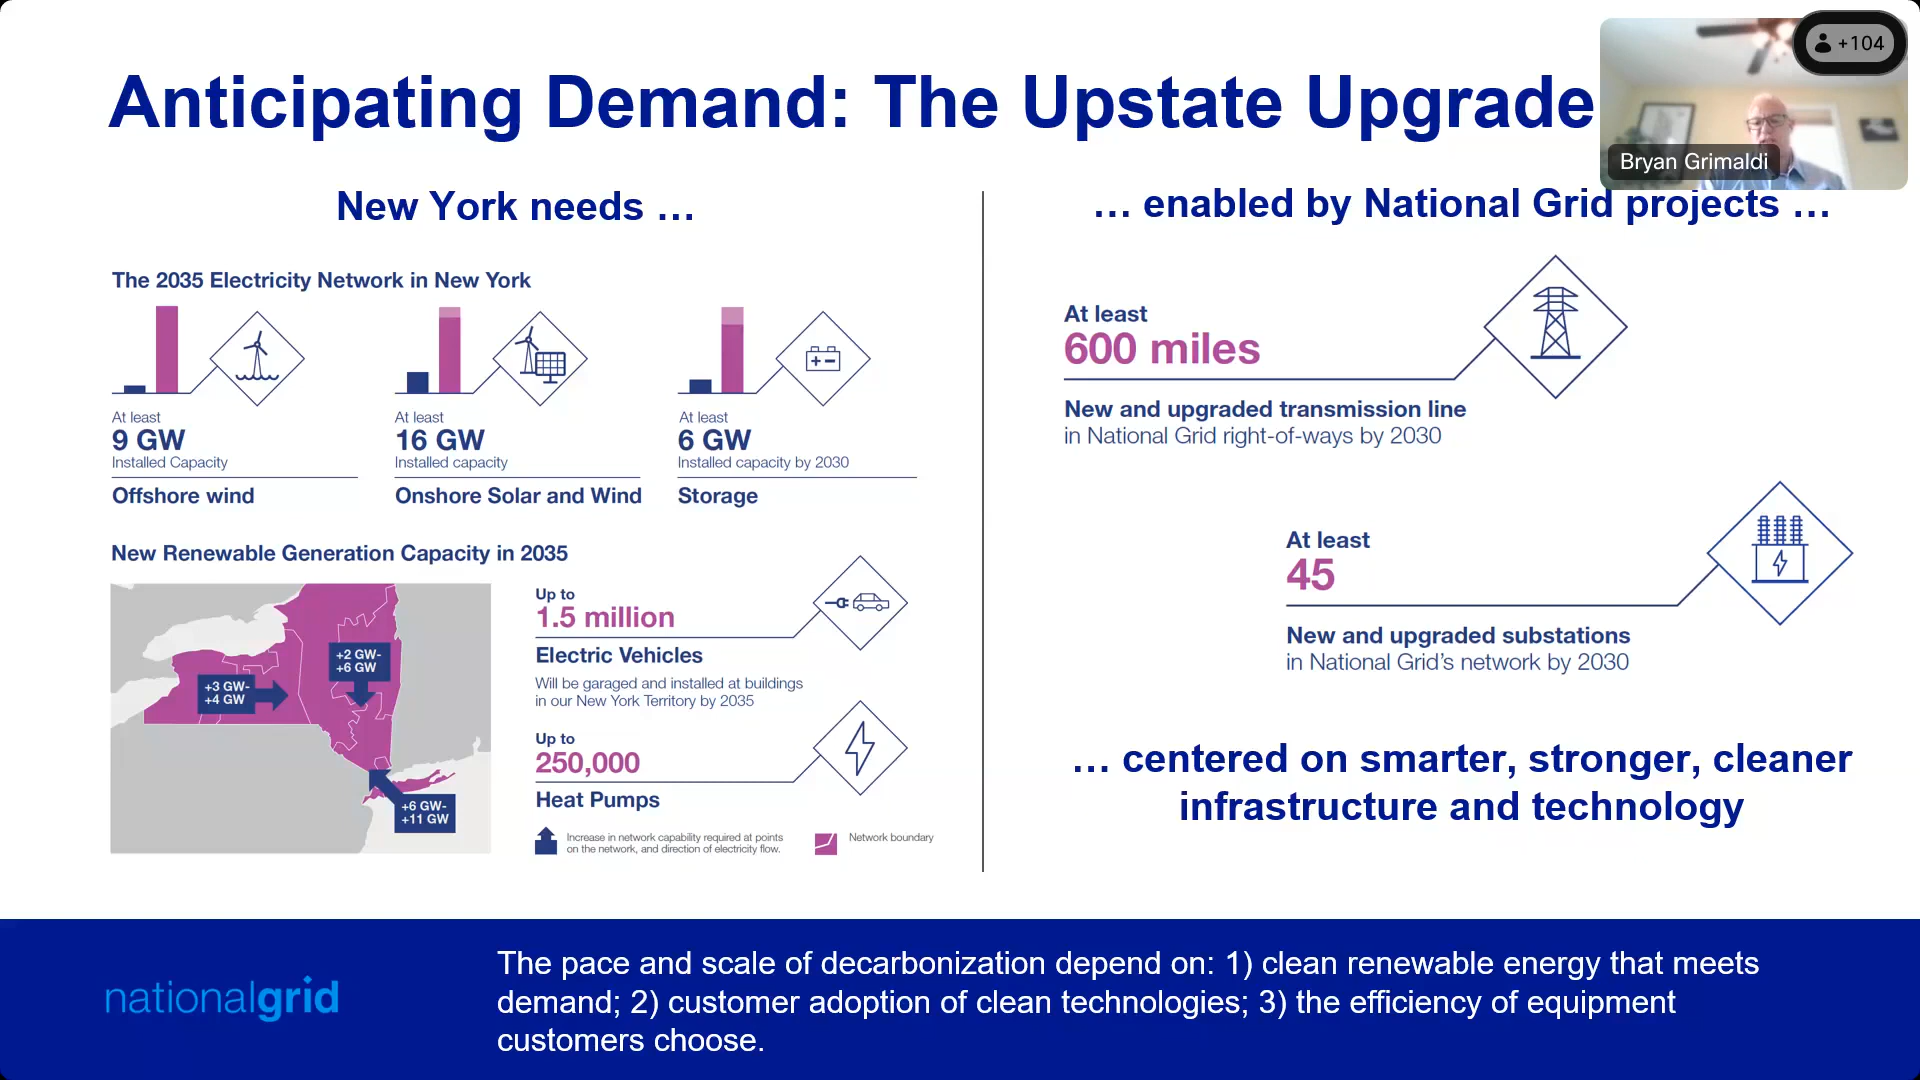 Anticipating Demand: The Upstate Upgrade
+104
Bryan Grimaldi
New York needs …
The 2035 Electricity Network in New York
At least
9 GW
Installed Capacity
Offshore wind
At least
16 GW
Installed capacity
Onshore Solar and Wind
At least
6 GW
Installed capacity by 2030
Storage
New Renewable Generation Capacity in 2035
+2 GW-
+6 GW
+3 GW-
+4 GW
+6 GW-
+11 GW
Up to
1.5 million
Electric Vehicles
Will be garaged and installed at buildings
in our New York Territory by 2035
Up to
250,000
Heat Pumps
Increase in network capability required at points
on the network, and direction of electricity flow.
Network boundary
… enabled by National Grid projects …
At least
600 miles
New and upgraded transmission line
in National Grid right-of-ways by 2030
At least
45
New and upgraded substations
in National Grid’s network by 2030
… centered on smarter, stronger, cleaner
infrastructure and technology
nationalgrid
The pace and scale of decarbonization depend on: 1) clean renewable energy that meets
demand; 2) customer adoption of clean technologies; 3) the efficiency of equipment
customers choose.